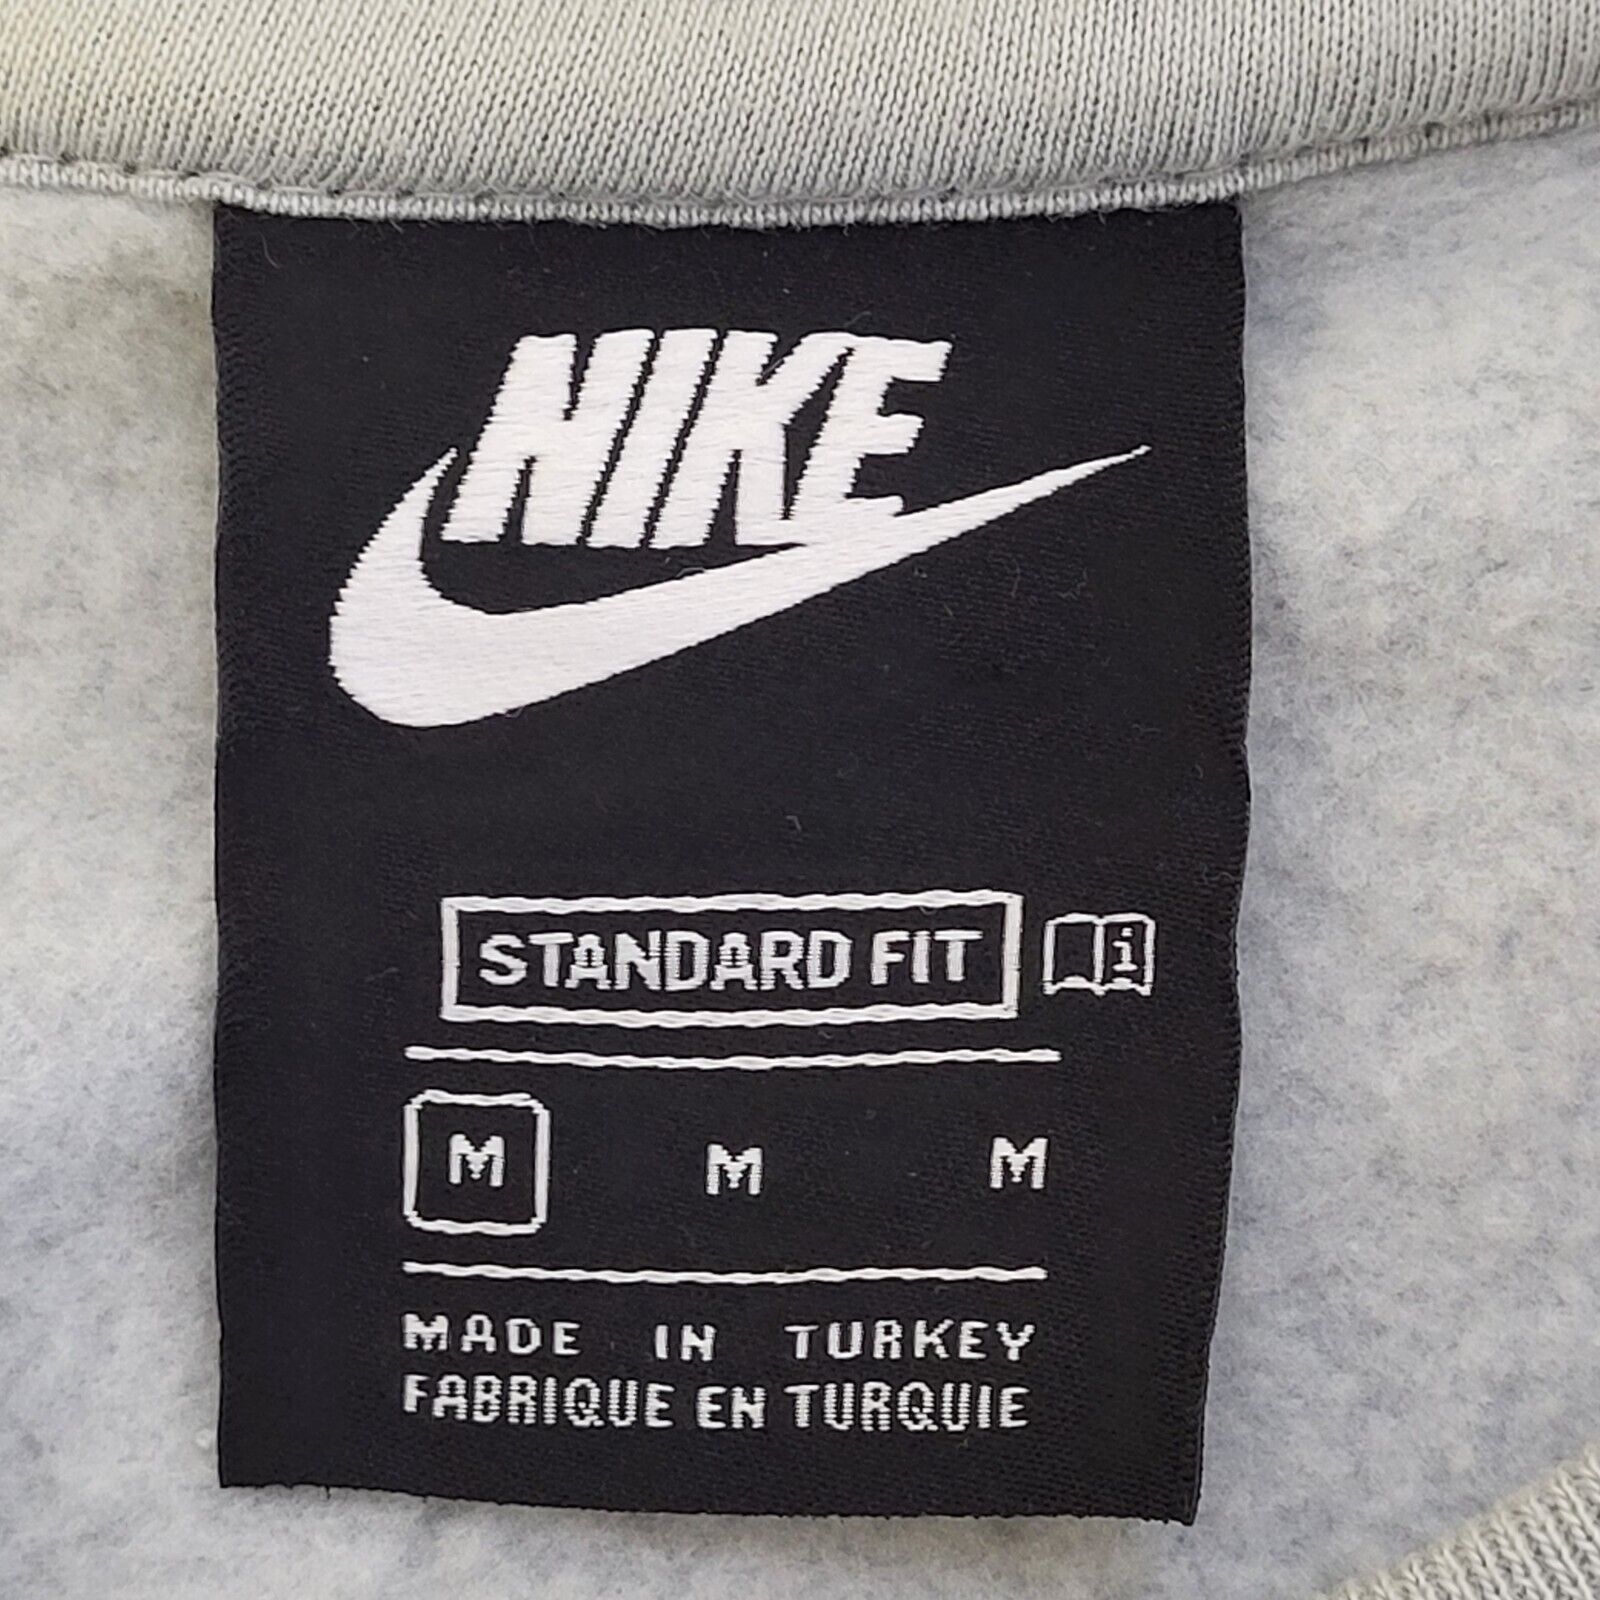 NIKE
STANDARD FIT i
M M M
MADE IN TURKEY
FABRIQUE EN TURQUIE